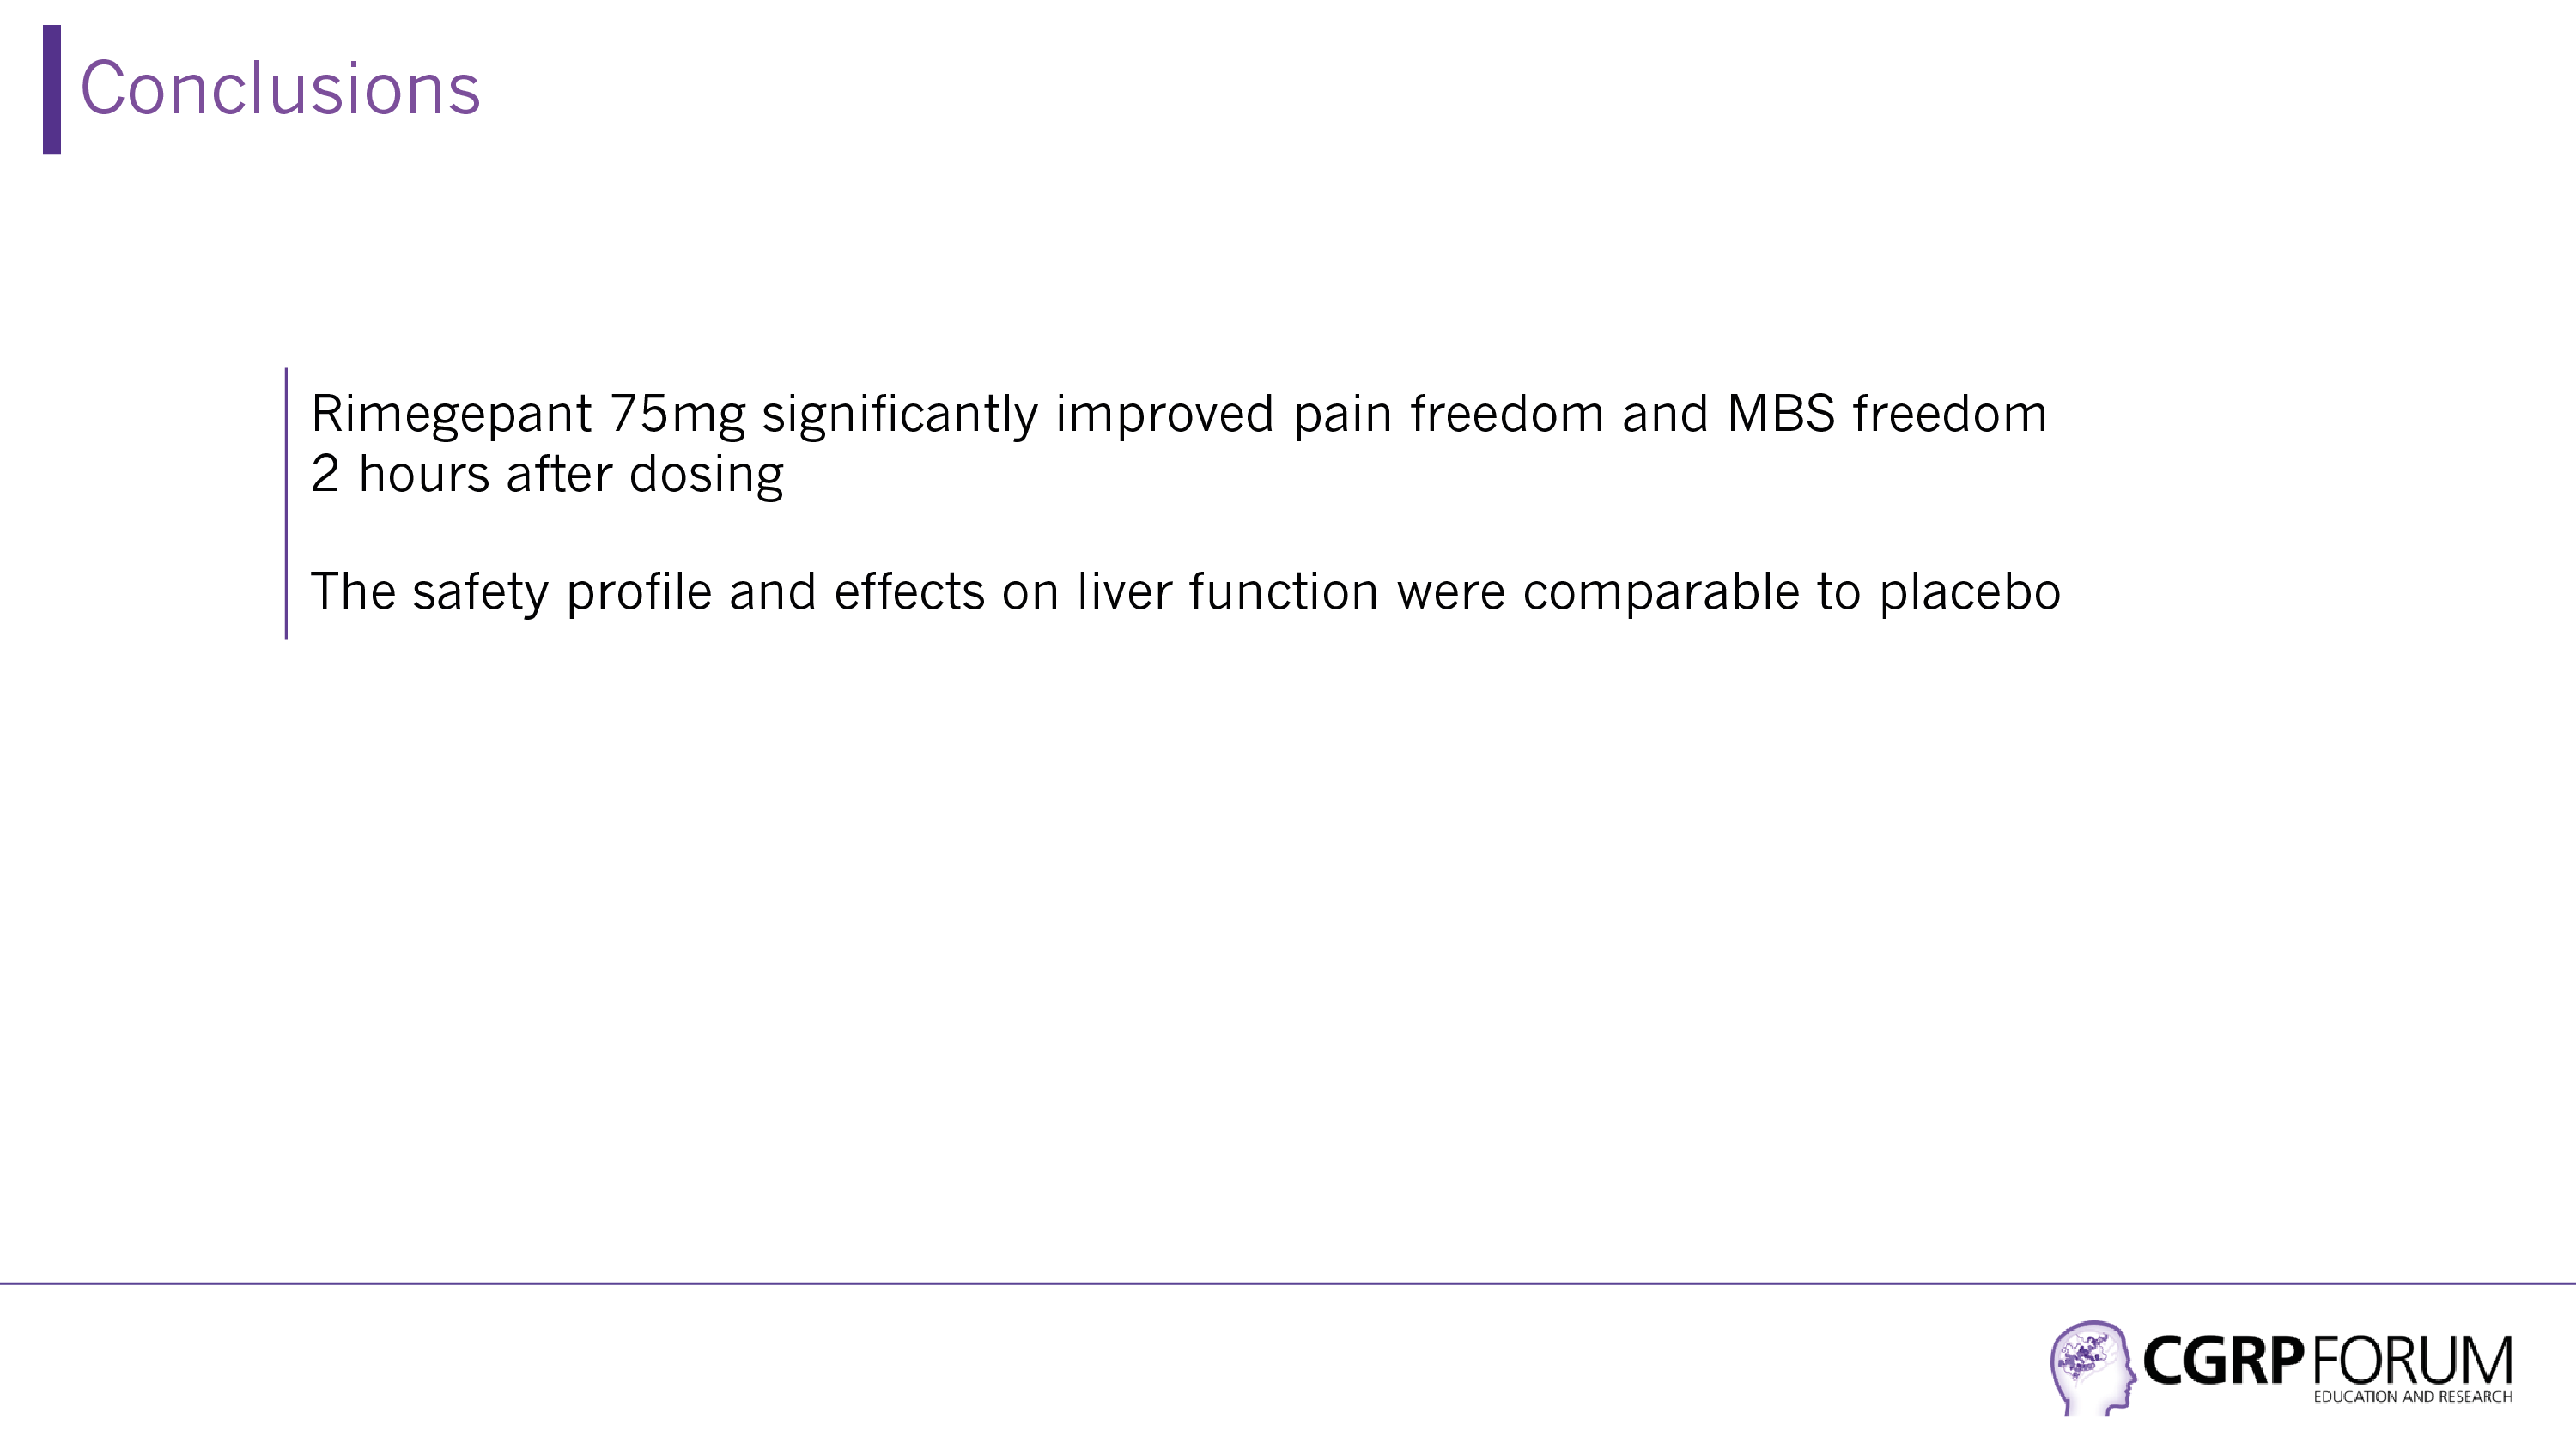 Conclusions
Rimegepant 75mg significantly improved pain freedom and MBS freedom
2 hours after dosing
The safety profile and effects on liver function were comparable to placebo
CGRP FORUM
EDUCATION AND RESEARCH